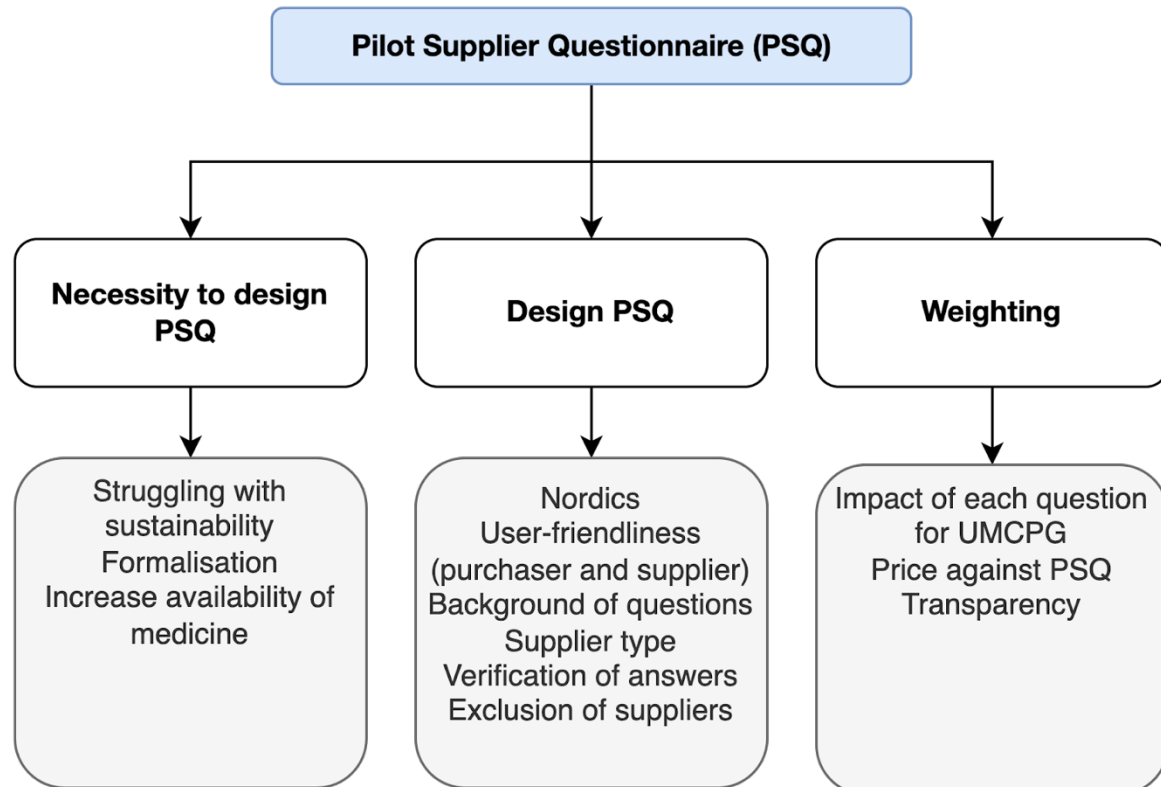 Pilot Supplier Questionnaire (PSQ)
Necessity to design
PSQ
Design PSQ
Weighting
Struggling with
sustainability
Formalisation
Increase availability of
medicine
Nordics
User-friendliness
(purchaser and supplier)
Background of questions
Supplier type
Verification of answers
Exclusion of suppliers
Impact of each question
for UMCPG
Price against PSQ
Transparency